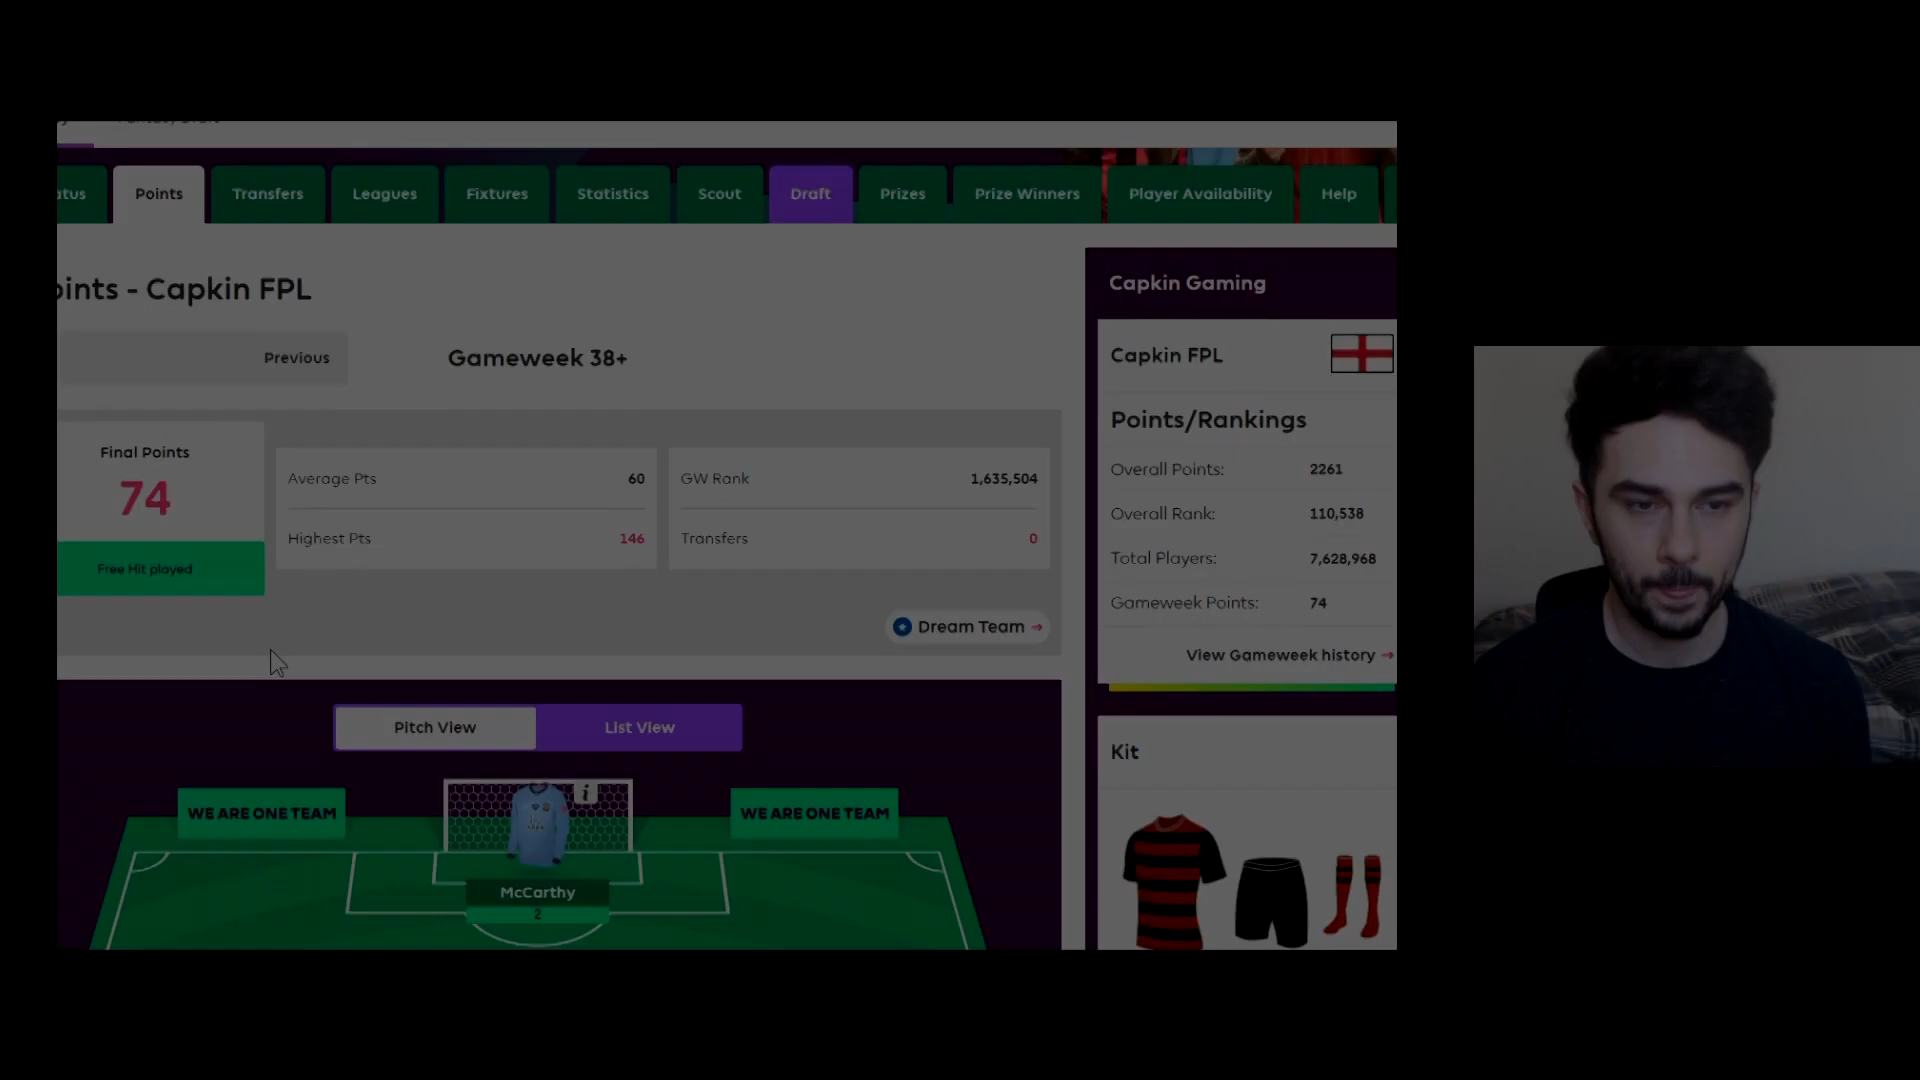 atus
Points
Transfers
Leagues
Fixtures
Statistics
Scout
Draft
Prizes
Prize Winners
Player Availability
Help
oints - Capkin FPL
Previous
Gameweek 38+
Final Points
74
Free Hit played
Average Pts 60
Highest Pts 146
GW Rank 1,635,504
Transfers 0
Dream Team →
Pitch View
List View
WE ARE ONE TEAM
i
WE ARE ONE TEAM
McCarthy
2
Capkin Gaming
Capkin FPL
Points/Rankings
Overall Points: 2261
Overall Rank: 110,538
Total Players: 7,628,968
Gameweek Points: 74
View Gameweek history →
Kit